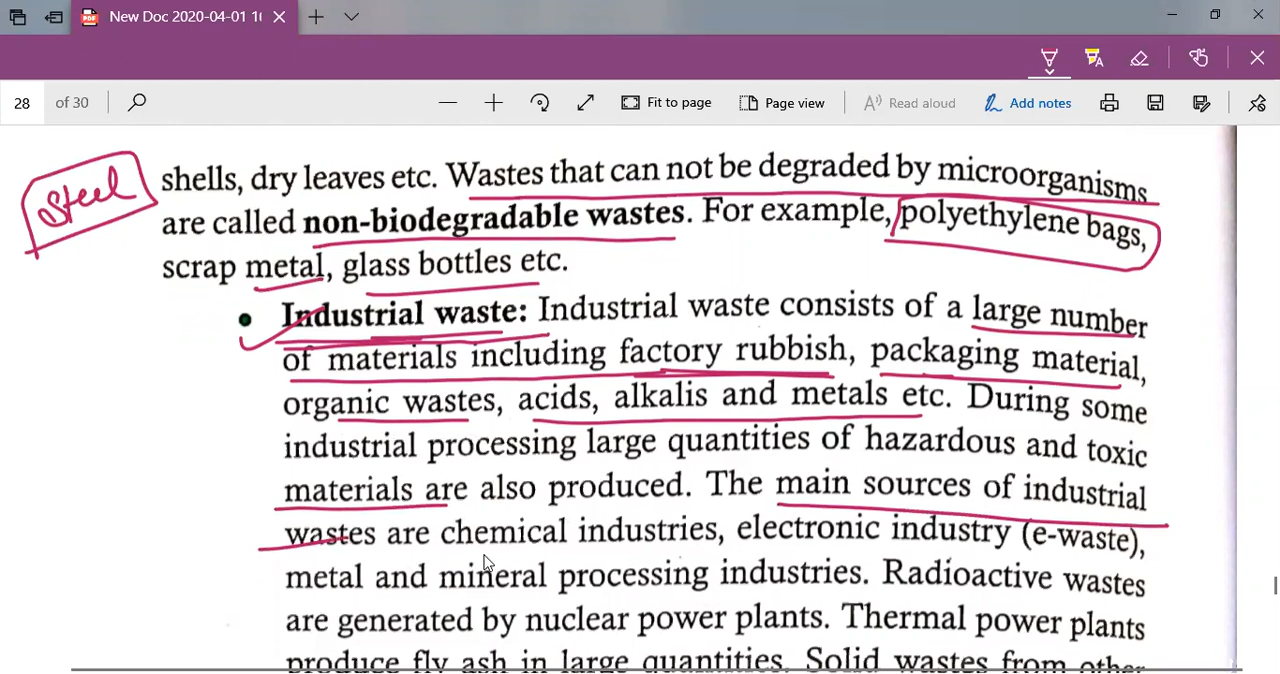 New Doc 2020-04-01 1
28 of 30 Fit to page Page view Read aloud Add notes
Steel
shells, dry leaves etc. Wastes that can not be degraded by microorganisms
are called non-biodegradable wastes. For example, polyethylene bags,
scrap metal, glass bottles etc.
• Industrial waste: Industrial waste consists of a large number
of materials including factory rubbish, packaging material,
organic wastes, acids, alkalis and metals etc. During some
industrial processing large quantities of hazardous and toxic
materials are also produced. The main sources of industrial
wastes are chemical industries, electronic industry (e-waste),
metal and mineral processing industries. Radioactive wastes
are generated by nuclear power plants. Thermal power plants
produce fly ash in large quantities. Solid wastes from other